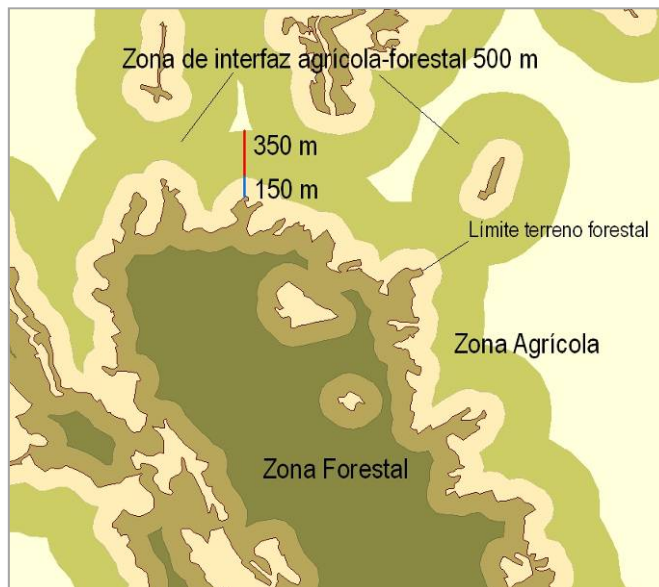 Zona de interfaz agrícola-forestal 500 m
350 m
150 m
Límite terreno forestal
Zona Agrícola
Zona Forestal